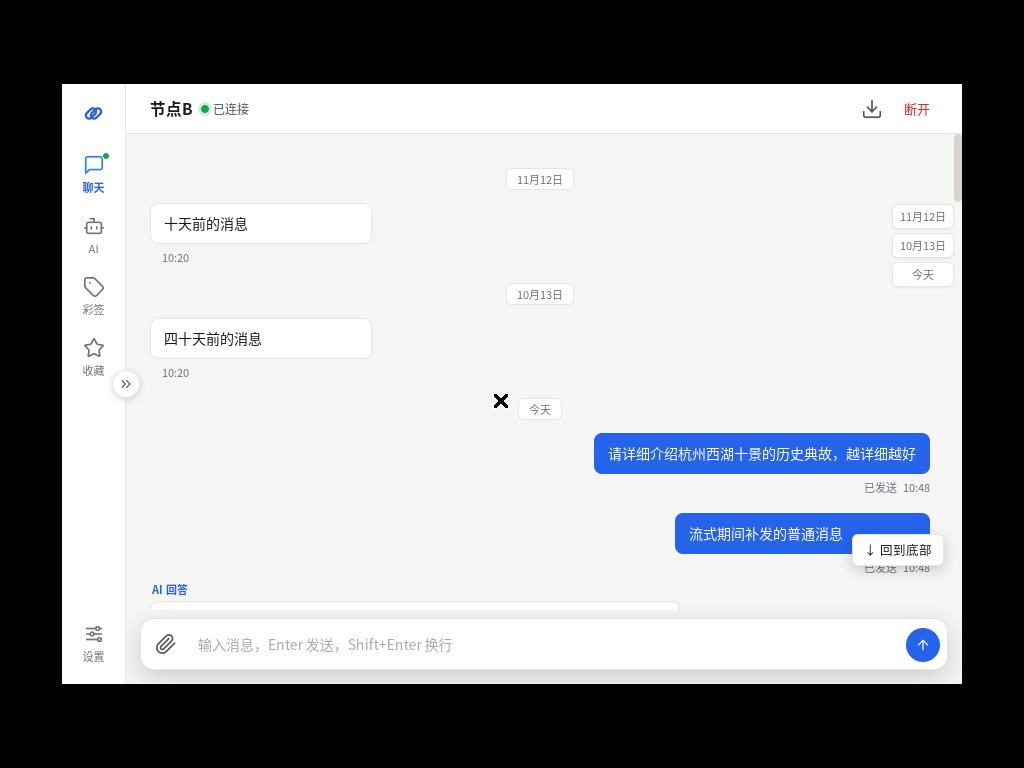 节点B 已连接 断开
聊天
AI
彩签
收藏
设置
11月12日
十天前的消息
10:20
10月13日
四十天前的消息
10:20
今天
请详细介绍杭州西湖十景的历史典故，越详细越好
已发送 10:48
流式期间补发的普通消息
已发送 10:48
AI 回答
11月12日
10月13日
今天
↓ 回到底部
输入消息，Enter 发送，Shift+Enter 换行